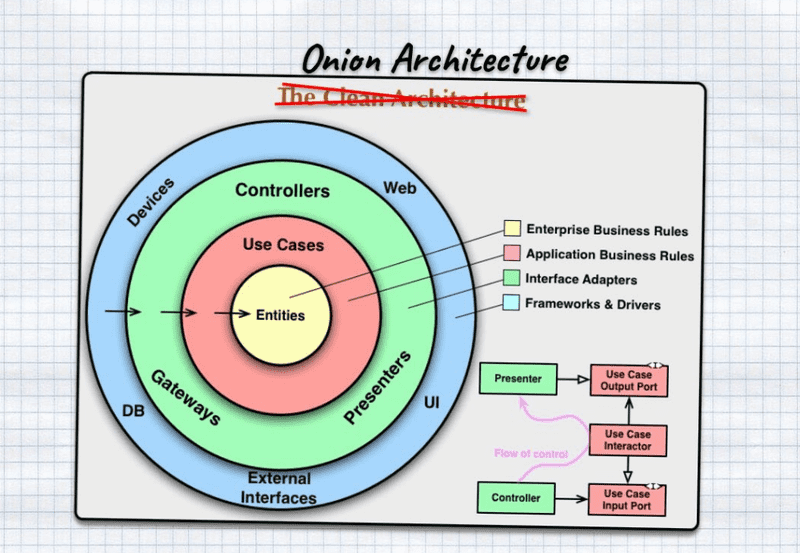 Onion Architecture
The Clean Architecture
Devices
Controllers
Web
Use Cases
Entities
Gateways
Presenters
DB
UI
External
Interfaces
Enterprise Business Rules
Application Business Rules
Interface Adapters
Frameworks & Drivers
Presenter
Use Case
Output Port
<I>
Flow of control
Use Case
Interactor
Controller
Use Case
Input Port
<I>